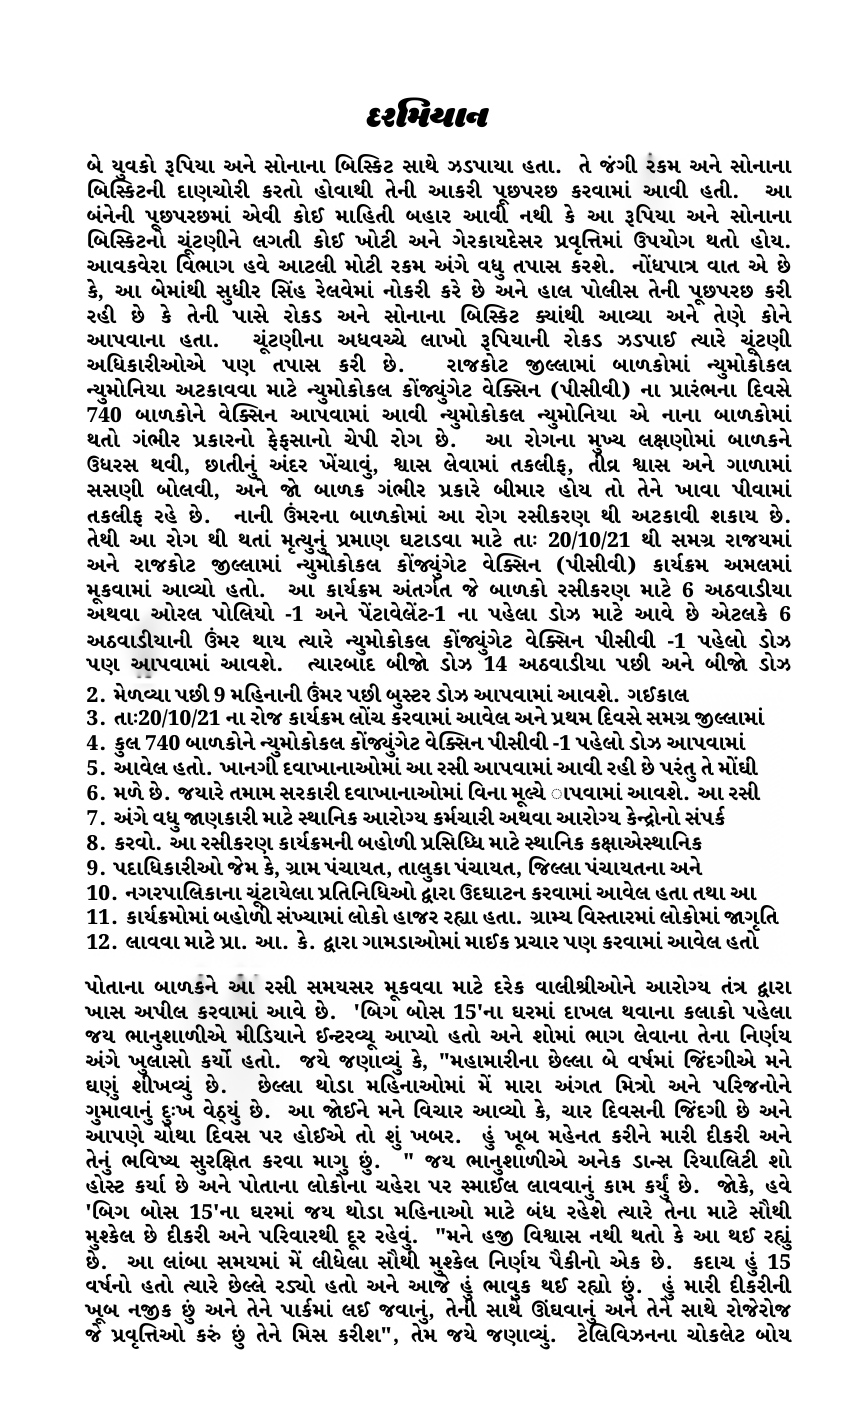 દરમિયાન
બે યુવકો રૂપિયા અને સોનાના બિસ્કિટ સાથે ઝડપાયા હતા. તે જંગી રકમ અને સોનાના
બિસ્કિટની દાણચોરી કરતો હોવાથી તેની આકરી પૂછપરછ કરવામાં આવી હતી. આ
બંનેની પૂછપરછમાં એવી કોઈ માહિતી બહાર આવી નથી કે આ રૂપિયા અને સોનાના
બિસ્કિટનો ચૂંટણીને લગતી કોઈ ખોટી અને ગેરકાયદેસર પ્રવૃત્તિમાં ઉપયોગ થતો હોય.
આવકવેરા વિભાગ હવે આટલી મોટી રકમ અંગે વધુ તપાસ કરશે. નોંધપાત્ર વાત એ છે
કે, આ બેમાંથી સુધીર સિંહ રેલવેમાં નોકરી કરે છે અને હાલ પોલીસ તેની પૂછપરછ કરી
રહી છે કે તેની પાસે રોકડ અને સોનાના બિસ્કિટ ક્યાંથી આવ્યા અને તેણે કોને
આપવાના હતા. ચૂંટણીના અધવચ્ચે લાખો રૂપિયાની રોકડ ઝડપાઈ ત્યારે ચૂંટણી
અધિકારીઓએ પણ તપાસ કરી છે. રાજકોટ જીલ્લામાં બાળકોમાં ન્યુમોકોકલ
ન્યુમોનિયા અટકાવવા માટે ન્યુમોકોકલ કોંજ્યુંગેટ વેક્સિન (પીસીવી) ના પ્રારંભના દિવસે
740 બાળકોને વેક્સિન આપવામાં આવી ન્યુમોકોકલ ન્યુમોનિયા એ નાના બાળકોમાં
થતો ગંભીર પ્રકારનો ફેફસાનો ચેપી રોગ છે. આ રોગના મુખ્ય લક્ષણોમાં બાળકને
ઉધરસ થવી, છાતીનું અંદર ખેંચાવું, શ્વાસ લેવામાં તકલીફ, તીવ્ર શ્વાસ અને ગાળામાં
સસણી બોલવી, અને જો બાળક ગંભીર પ્રકારે બીમાર હોય તો તેને ખાવા પીવામાં
તકલીફ રહે છે. નાની ઉંમરના બાળકોમાં આ રોગ રસીકરણ થી અટકાવી શકાય છે.
તેથી આ રોગ થી થતાં મૃત્યુનું પ્રમાણ ઘટાડવા માટે તાઃ 20/10/21 થી સમગ્ર રાજયમાં
અને રાજકોટ જીલ્લામાં ન્યુમોકોકલ કોંજ્યુંગેટ વેક્સિન (પીસીવી) કાર્યક્રમ અમલમાં
મૂકવામાં આવ્યો હતો. આ કાર્યક્રમ અંતર્ગત જે બાળકો રસીકરણ માટે 6 અઠવાડીયા
અથવા ઓરલ પોલિયો -1 અને પેંટાવેલેંટ-1 ના પહેલા ડોઝ માટે આવે છે એટલકે 6
અઠવાડીયાની ઉંમર થાય ત્યારે ન્યુમોકોકલ કોંજ્યુંગેટ વેક્સિન પીસીવી -1 પહેલો ડોઝ
પણ આપવામાં આવશે. ત્યારબાદ બીજો ડોઝ 14 અઠવાડીયા પછી અને બીજો ડોઝ
2. મેળવ્યા પછી 9 મહિનાની ઉંમર પછી બુસ્ટર ડોઝ આપવામાં આવશે. ગઈકાલ
3. તાઃ20/10/21 ના રોજ કાર્યક્રમ લોંચ કરવામાં આવેલ અને પ્રથમ દિવસે સમગ્ર જીલ્લામાં
4. કુલ 740 બાળકોને ન્યુમોકોકલ કોંજ્યુંગેટ વેક્સિન પીસીવી -1 પહેલો ડોઝ આપવામાં
5. આવેલ હતો. ખાનગી દવાખાનાઓમાં આ રસી આપવામાં આવી રહી છે પરંતુ તે મોંઘી
6. મળે છે. જયારે તમામ સરકારી દવાખાનાઓમાં વિના મૂલ્યે ાપવામાં આવશે. આ રસી
7. અંગે વધુ જાણકારી માટે સ્થાનિક આરોગ્ય કર્મચારી અથવા આરોગ્ય કેન્દ્રોનો સંપર્ક
8. કરવો. આ રસીકરણ કાર્યક્રમની બહોળી પ્રસિધ્ધિ માટે સ્થાનિક કક્ષાએસ્થાનિક
9. પદાધિકારીઓ જેમ કે, ગ્રામ પંચાયત, તાલુકા પંચાયત, જિલ્લા પંચાયતના અને
10. નગરપાલિકાના ચૂંટાયેલા પ્રતિનિધિઓ દ્વારા ઉદઘાટન કરવામાં આવેલ હતા તથા આ
11. કાર્યક્રમોમાં બહોળી સંખ્યામાં લોકો હાજર રહ્યા હતા. ગ્રામ્ય વિસ્તારમાં લોકોમાં જાગૃતિ
12. લાવવા માટે પ્રા. આ. કે. દ્વારા ગામડાઓમાં માઈક પ્રચાર પણ કરવામાં આવેલ હતો
પોતાના બાળકને આ રસી સમયસર મૂકવવા માટે દરેક વાલીશ્રીઓને આરોગ્ય તંત્ર દ્વારા
ખાસ અપીલ કરવામાં આવે છે. 'બિગ બોસ 15'ના ઘરમાં દાખલ થવાના કલાકો પહેલા
જય ભાનુશાળીએ મીડિયાને ઈન્ટરવ્યૂ આપ્યો હતો અને શોમાં ભાગ લેવાના તેના નિર્ણય
અંગે ખુલાસો કર્યો હતો. જયે જણાવ્યું કે, "મહામારીના છેલ્લા બે વર્ષમાં જિંદગીએ મને
ઘણું શીખવ્યું છે. છેલ્લા થોડા મહિનાઓમાં મેં મારા અંગત મિત્રો અને પરિજનોને
ગુમાવાનું દુઃખ વેઠ્યું છે. આ જોઈને મને વિચાર આવ્યો કે, ચાર દિવસની જિંદગી છે અને
આપણે ચોથા દિવસ પર હોઈએ તો શું ખબર. હું ખૂબ મહેનત કરીને મારી દીકરી અને
તેનું ભવિષ્ય સુરક્ષિત કરવા માગુ છું. " જય ભાનુશાળીએ અનેક ડાન્સ રિયાલિટી શો
હોસ્ટ કર્યા છે અને પોતાના લોકોના ચહેરા પર સ્માઈલ લાવવાનું કામ કર્યું છે. જોકે, હવે
'બિગ બોસ 15'ના ઘરમાં જય થોડા મહિનાઓ માટે બંધ રહેશે ત્યારે તેના માટે સૌથી
મુશ્કેલ છે દીકરી અને પરિવારથી દૂર રહેવું. "મને હજી વિશ્વાસ નથી થતો કે આ થઈ રહ્યું
છે. આ લાંબા સમયમાં મેં લીધેલા સૌથી મુશ્કેલ નિર્ણય પૈકીનો એક છે. કદાચ હું 15
વર્ષનો હતો ત્યારે છેલ્લે રડ્યો હતો અને આજે હું ભાવુક થઈ રહ્યો છું. હું મારી દીકરીની
ખૂબ નજીક છું અને તેને પાર્કમાં લઈ જવાનું, તેની સાથે ઊંઘવાનું અને તેને સાથે રોજેરોજ
જે પ્રવૃત્તિઓ કરું છું તેને મિસ કરીશ", તેમ જયે જણાવ્યું. ટેલિવિઝનના ચોકલેટ બોય